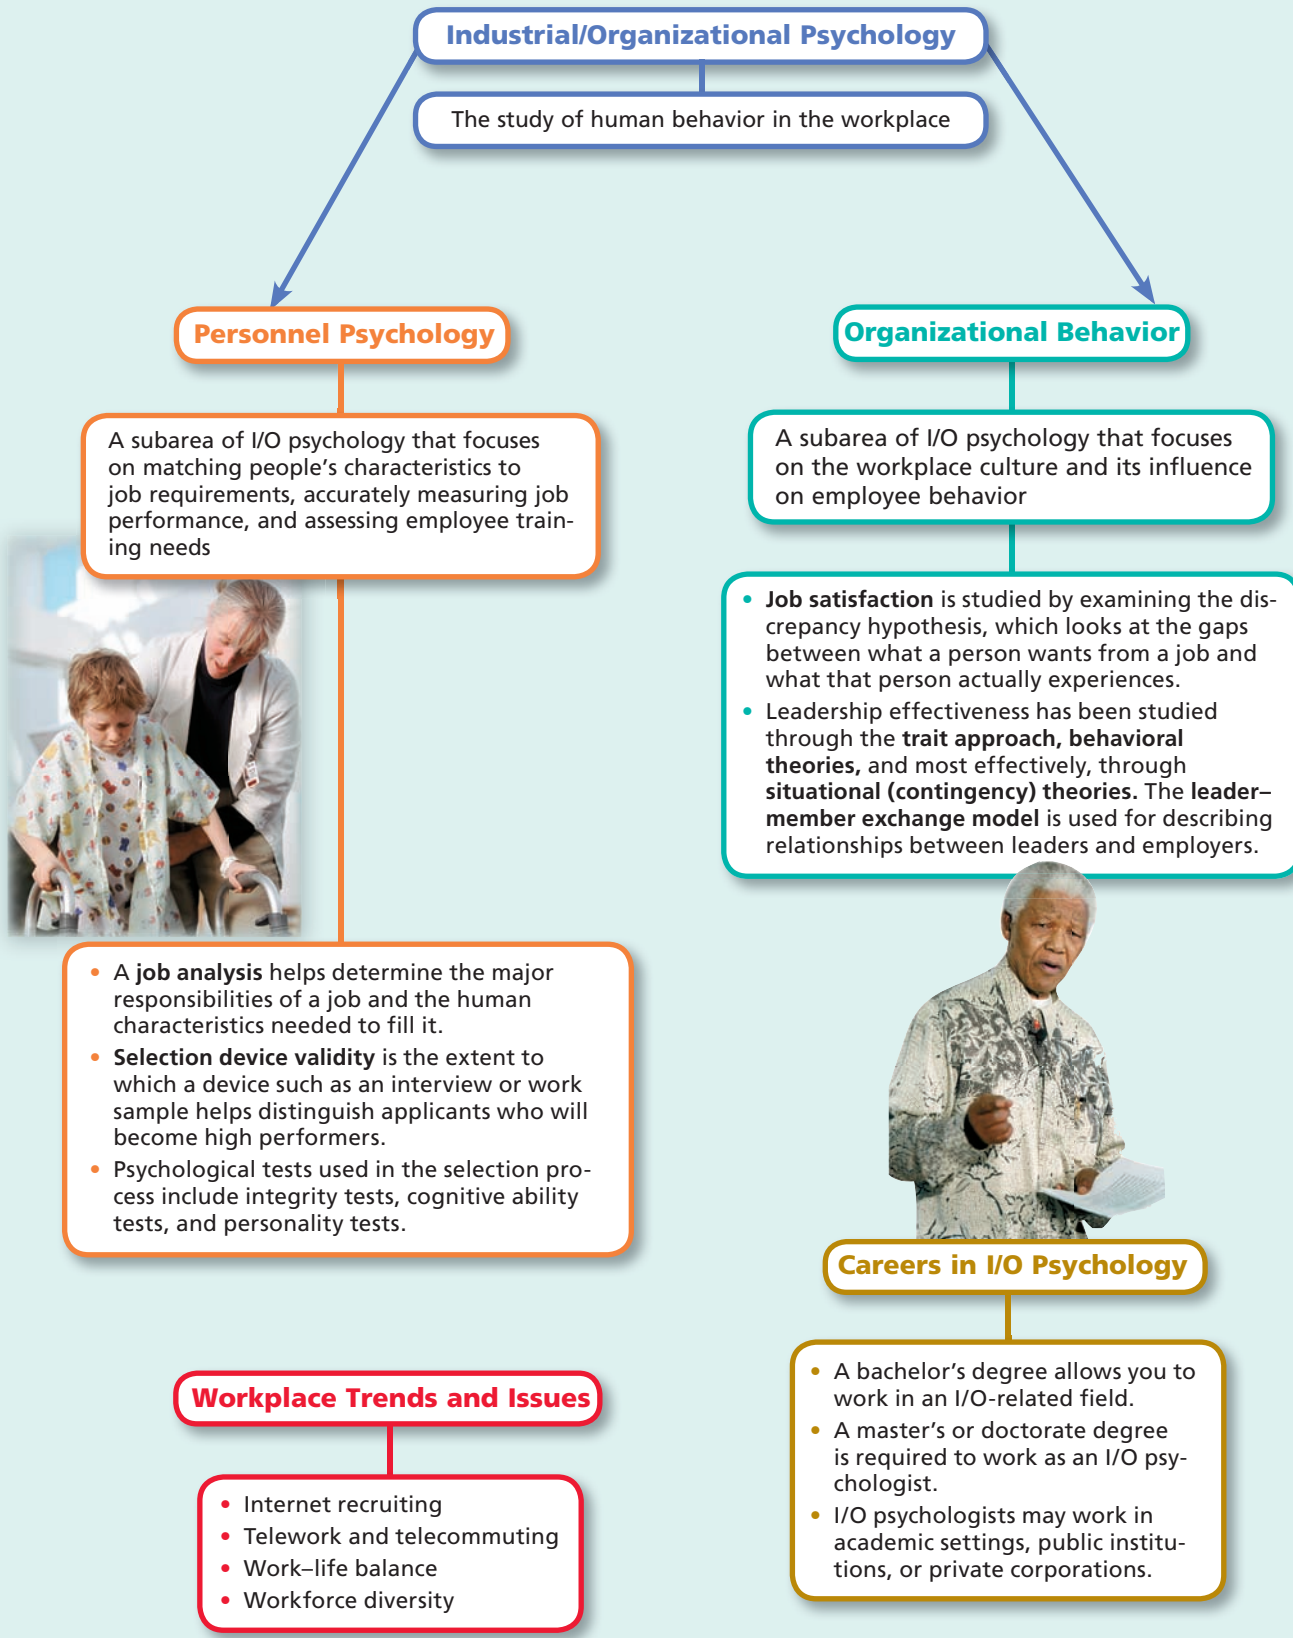 Industrial/Organizational Psychology
The study of human behavior in the workplace
Personnel Psychology
A subarea of I/O psychology that focuses
on matching people's characteristics to
job requirements, accurately measuring job
performance, and assessing employee train-
ing needs
• A job analysis helps determine the major
responsibilities of a job and the human
characteristics needed to fill it.
• Selection device validity is the extent to
which a device such as an interview or work
sample helps distinguish applicants who will
become high performers.
• Psychological tests used in the selection pro-
cess include integrity tests, cognitive ability
tests, and personality tests.
Organizational Behavior
A subarea of I/O psychology that focuses
on the workplace culture and its influence
on employee behavior
• Job satisfaction is studied by examining the dis-
crepancy hypothesis, which looks at the gaps
between what a person wants from a job and
what that person actually experiences.
• Leadership effectiveness has been studied
through the trait approach, behavioral
theories, and most effectively, through
situational (contingency) theories. The leader–
member exchange model is used for describing
relationships between leaders and employers.
Careers in I/O Psychology
• A bachelor's degree allows you to
work in an I/O-related field.
• A master's or doctorate degree
is required to work as an I/O psy-
chologist.
• I/O psychologists may work in
academic settings, public institu-
tions, or private corporations.
Workplace Trends and Issues
• Internet recruiting
• Telework and telecommuting
• Work–life balance
• Workforce diversity